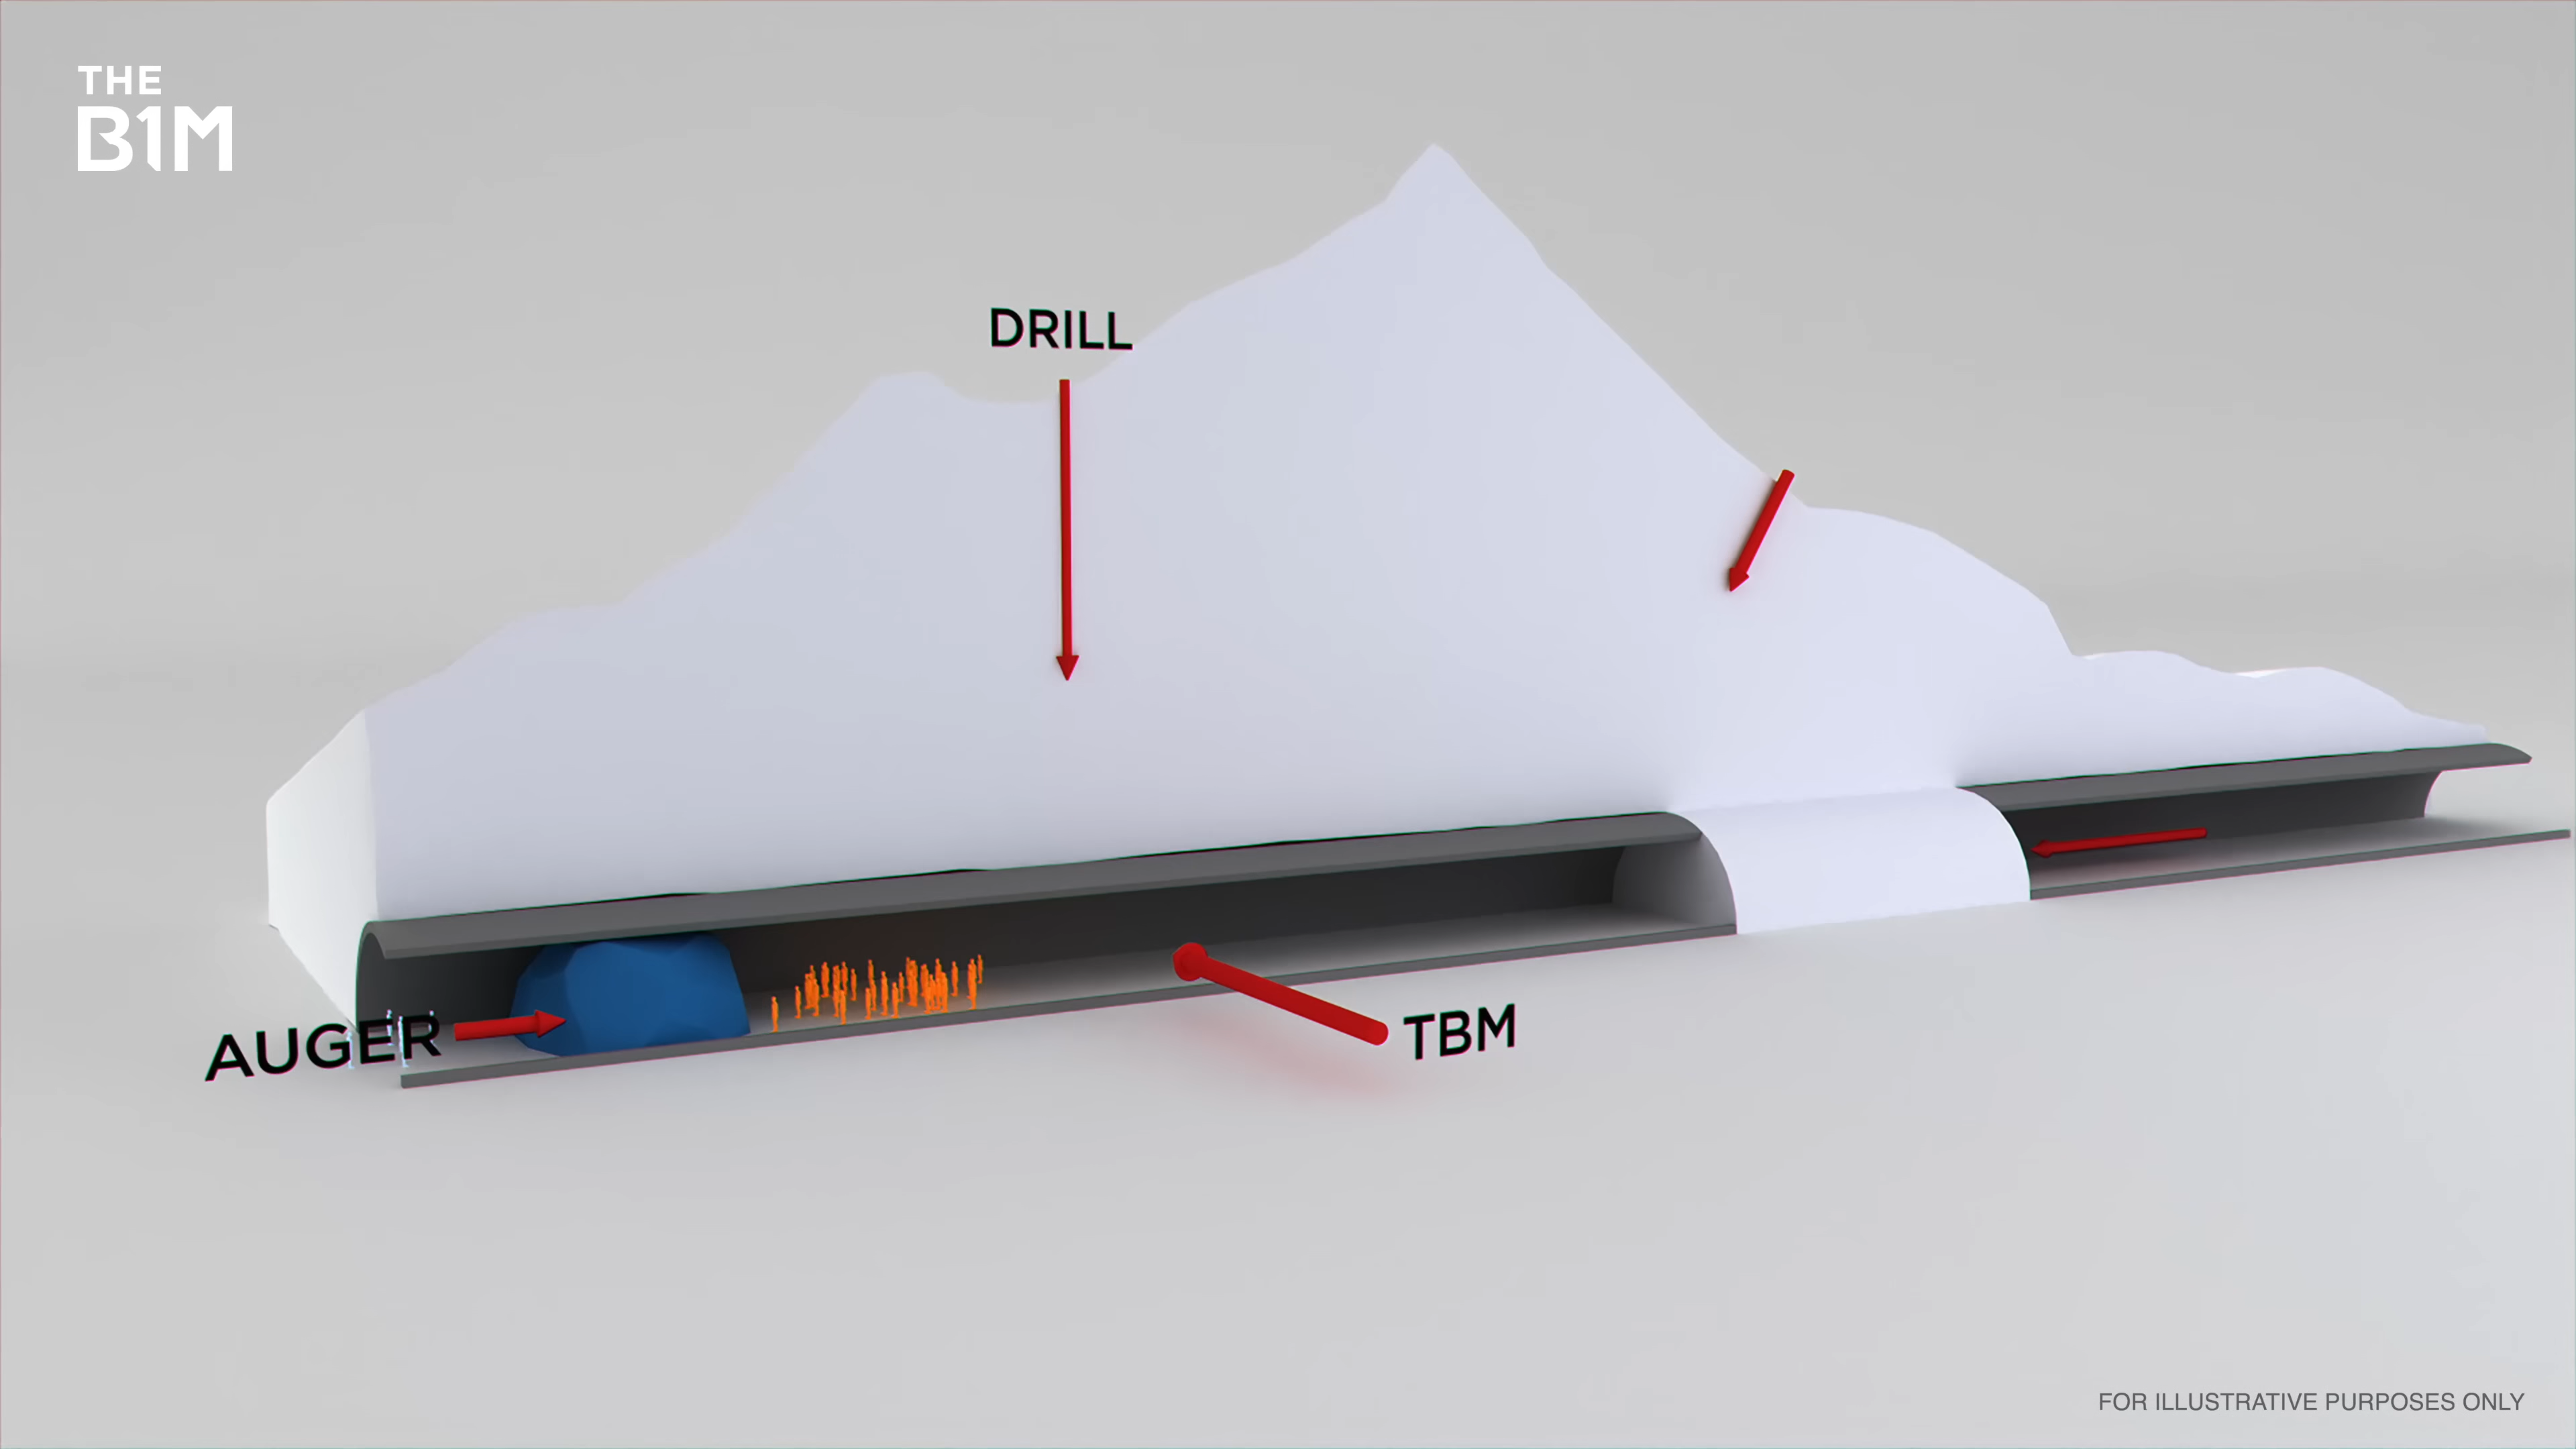 THE
B1M
DRILL
AUGER
TBM
FOR ILLUSTRATIVE PURPOSES ONLY